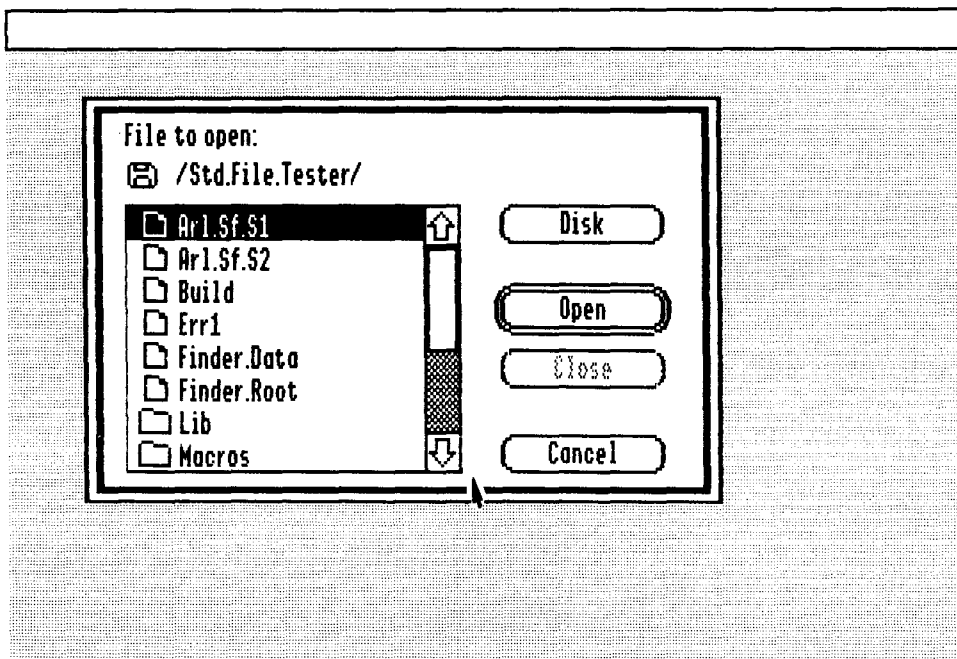 File to open:
/Std.File.Tester/
Arl.Sf.S1
Arl.Sf.S2
Build
Err1
Finder.Data
Finder.Root
Lib
Macros
Disk
Open
Close
Cancel